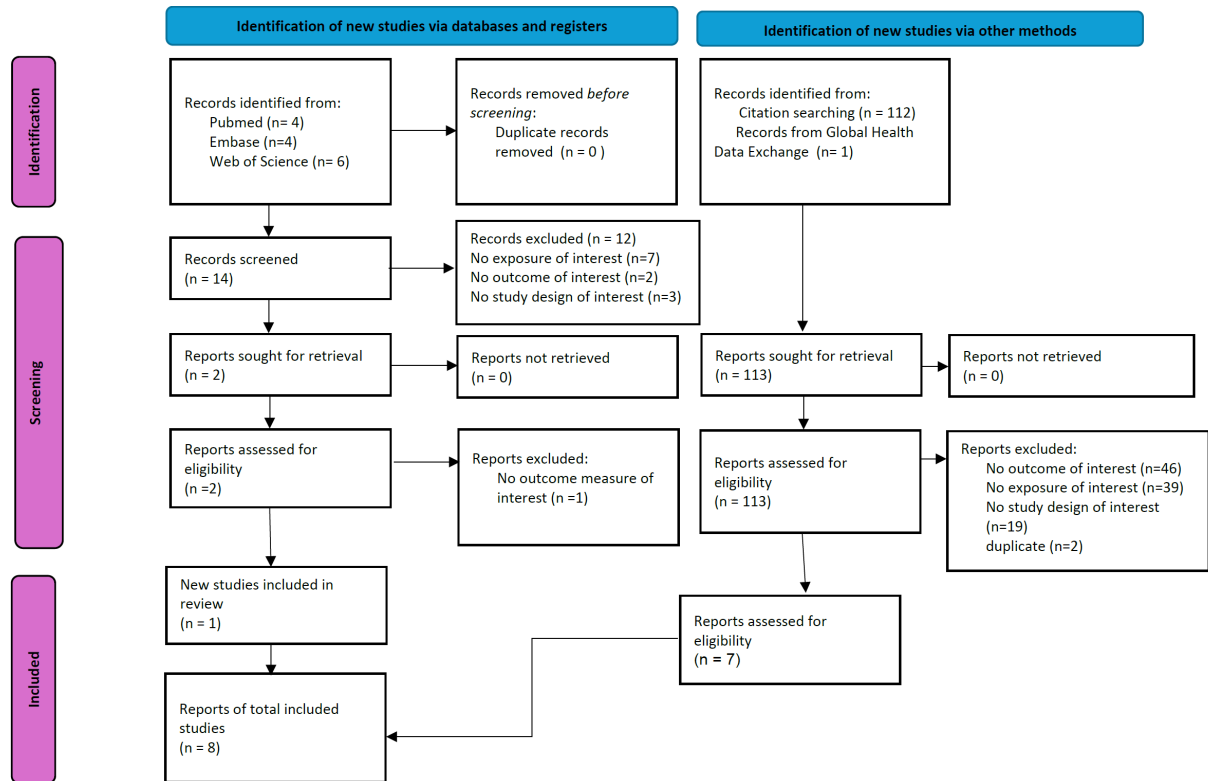 Identification of new studies via databases and registers
Identification of new studies via other methods
Identification
Records identified from:
Pubmed (n= 4)
Embase (n=4)
Web of Science (n= 6)
Records removed before
screening:
Duplicate records
removed  (n = 0 )
Records identified from:
Citation searching (n = 112)
Records from Global Health
Data Exchange  (n= 1)
Screening
Records screened
(n = 14)
Records excluded (n = 12)
No exposure of interest (n=7)
No outcome of interest (n=2)
No study design of interest (n=3)
Reports sought for retrieval
(n = 2)
Reports not retrieved
(n = 0)
Reports sought for retrieval
(n = 113)
Reports not retrieved
(n = 0)
Reports assessed for
eligibility
(n =2)
Reports excluded:
No outcome measure of
interest (n =1)
Reports assessed for
eligibility
(n = 113)
Reports excluded:
No outcome of interest (n=46)
No exposure of interest (n=39)
No study design of interest
(n=19)
duplicate (n=2)
Included
New studies included in
review
(n = 1)
Reports assessed for
eligibility
(n = 7)
Reports of total included
studies
(n = 8)